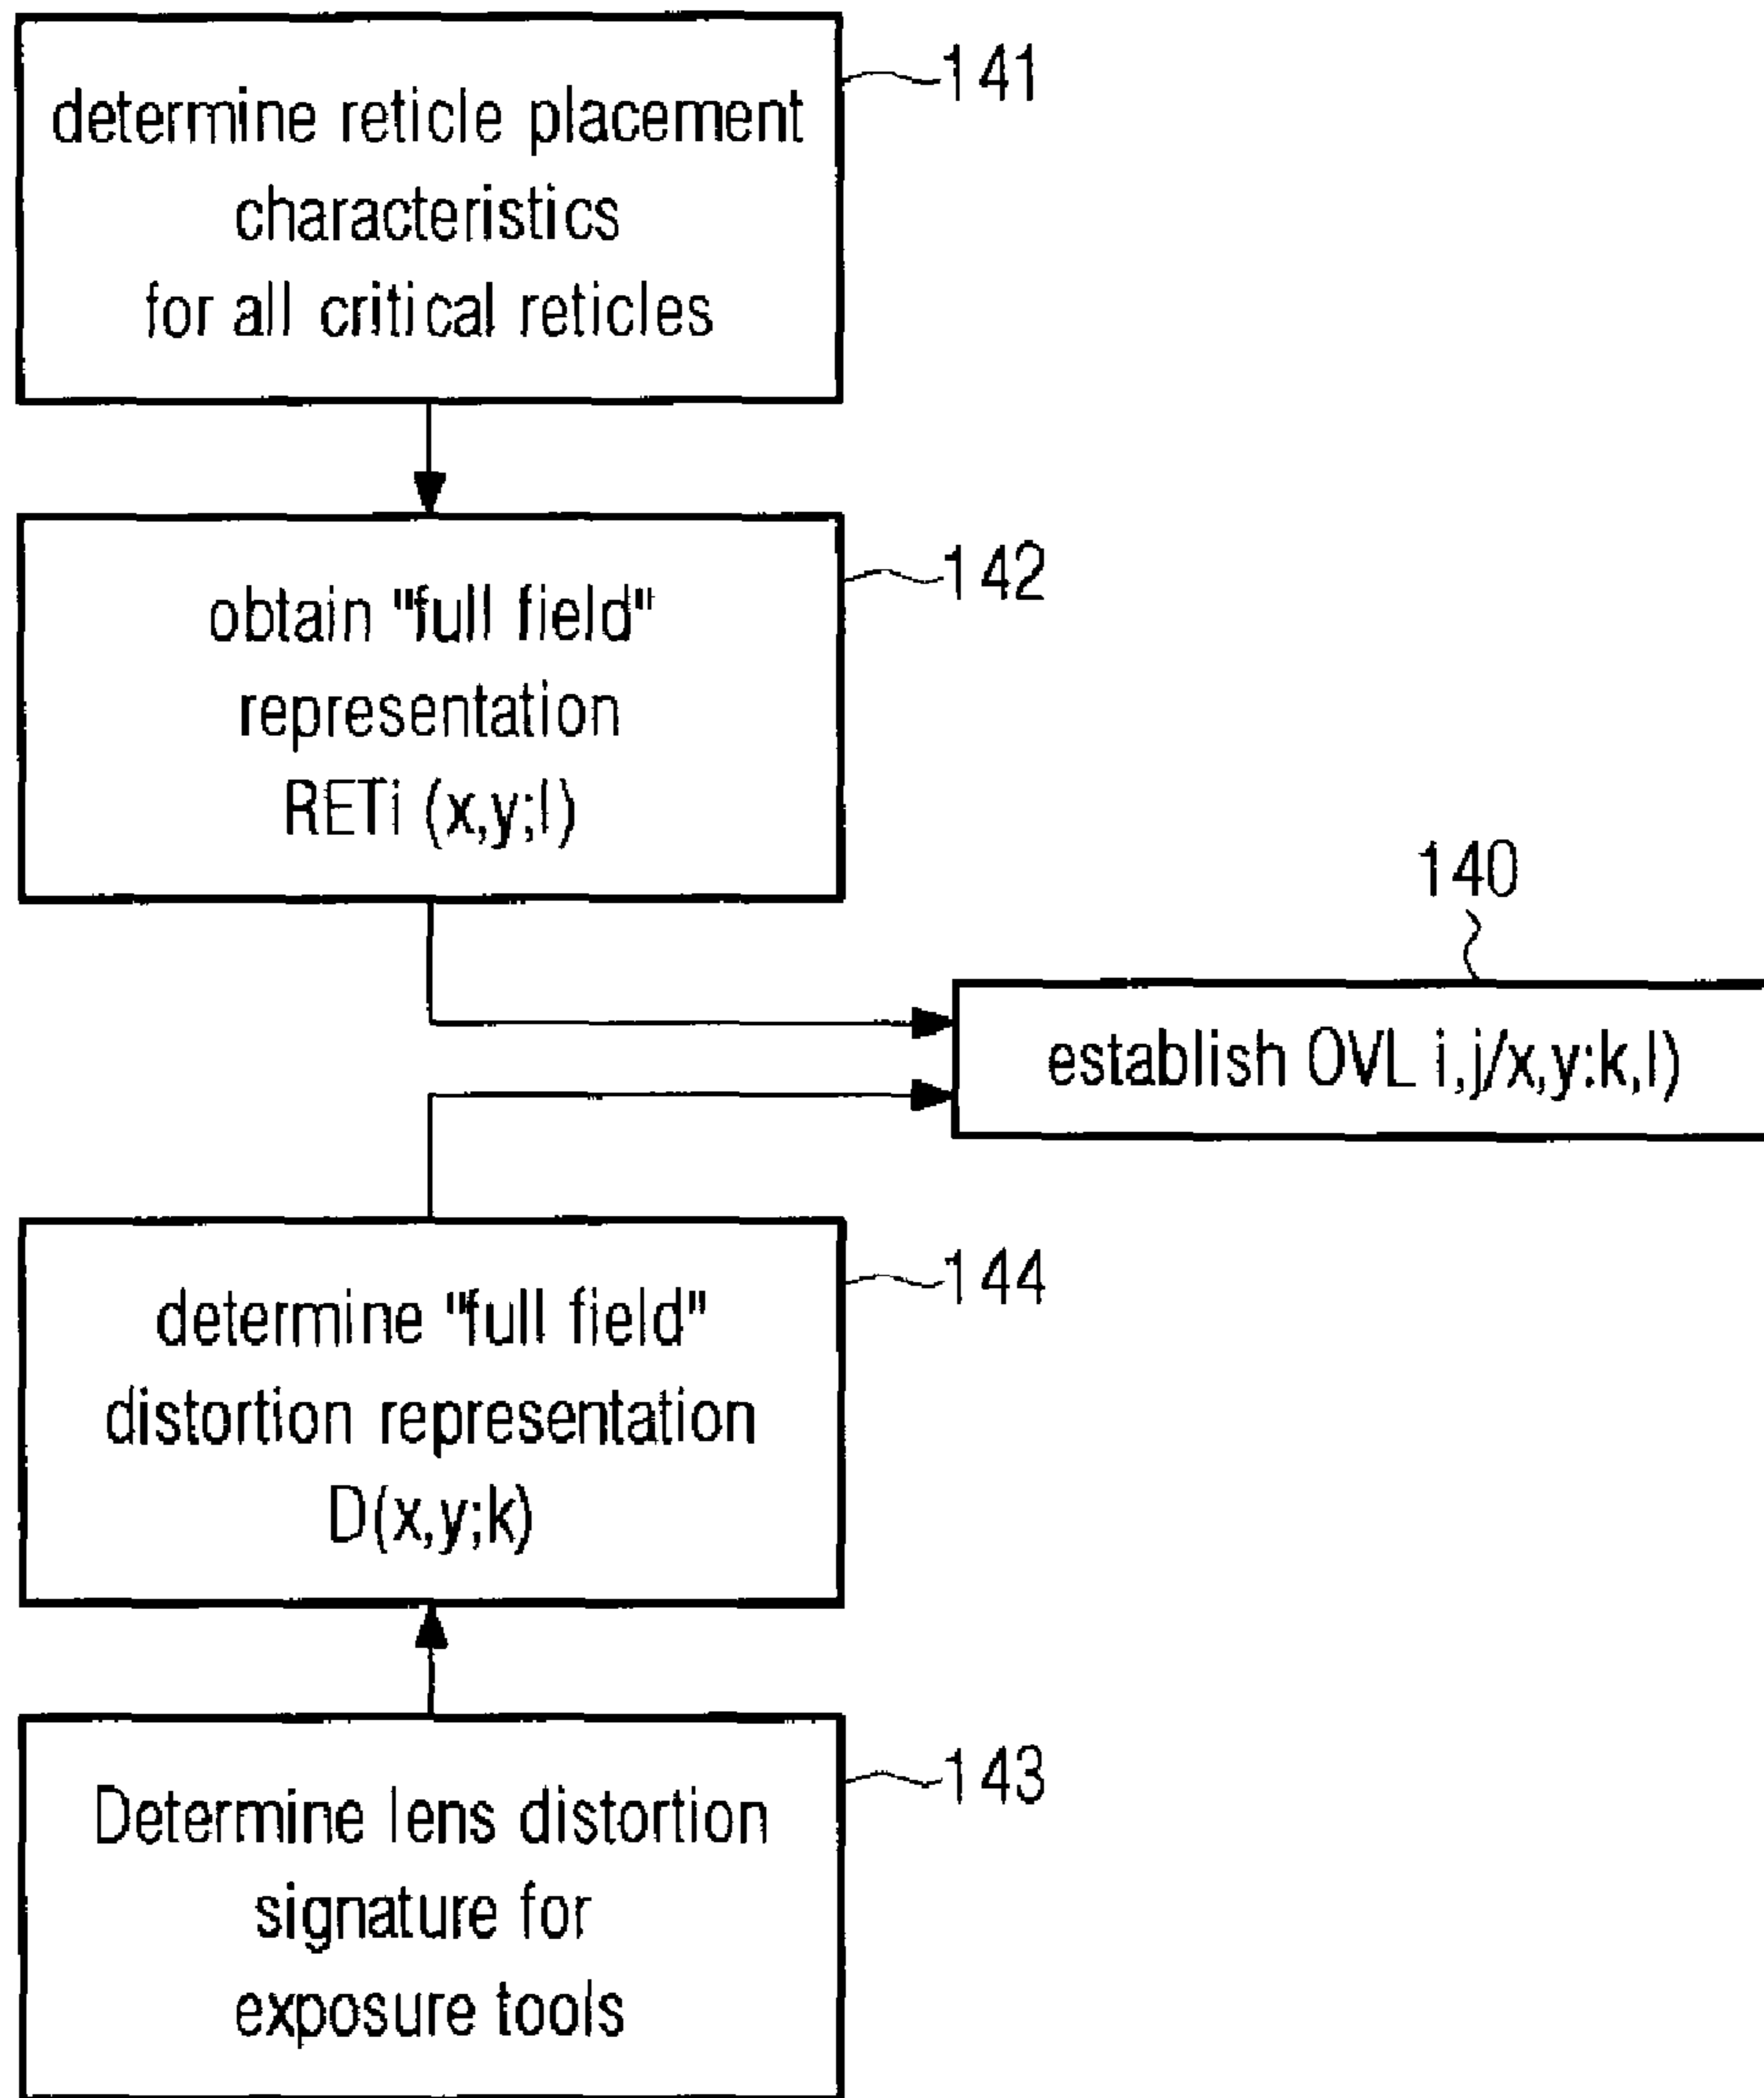 determine reticle placement
characteristics
for all critical reticles
141
obtain "full field"
representation
RETi (x,y;l)
142
140
establish OVL i,j/x,y:k,l)
determine "full field"
distortion representation
D(x,y;k)
144
Determine lens distortion
signature for
exposure tools
143